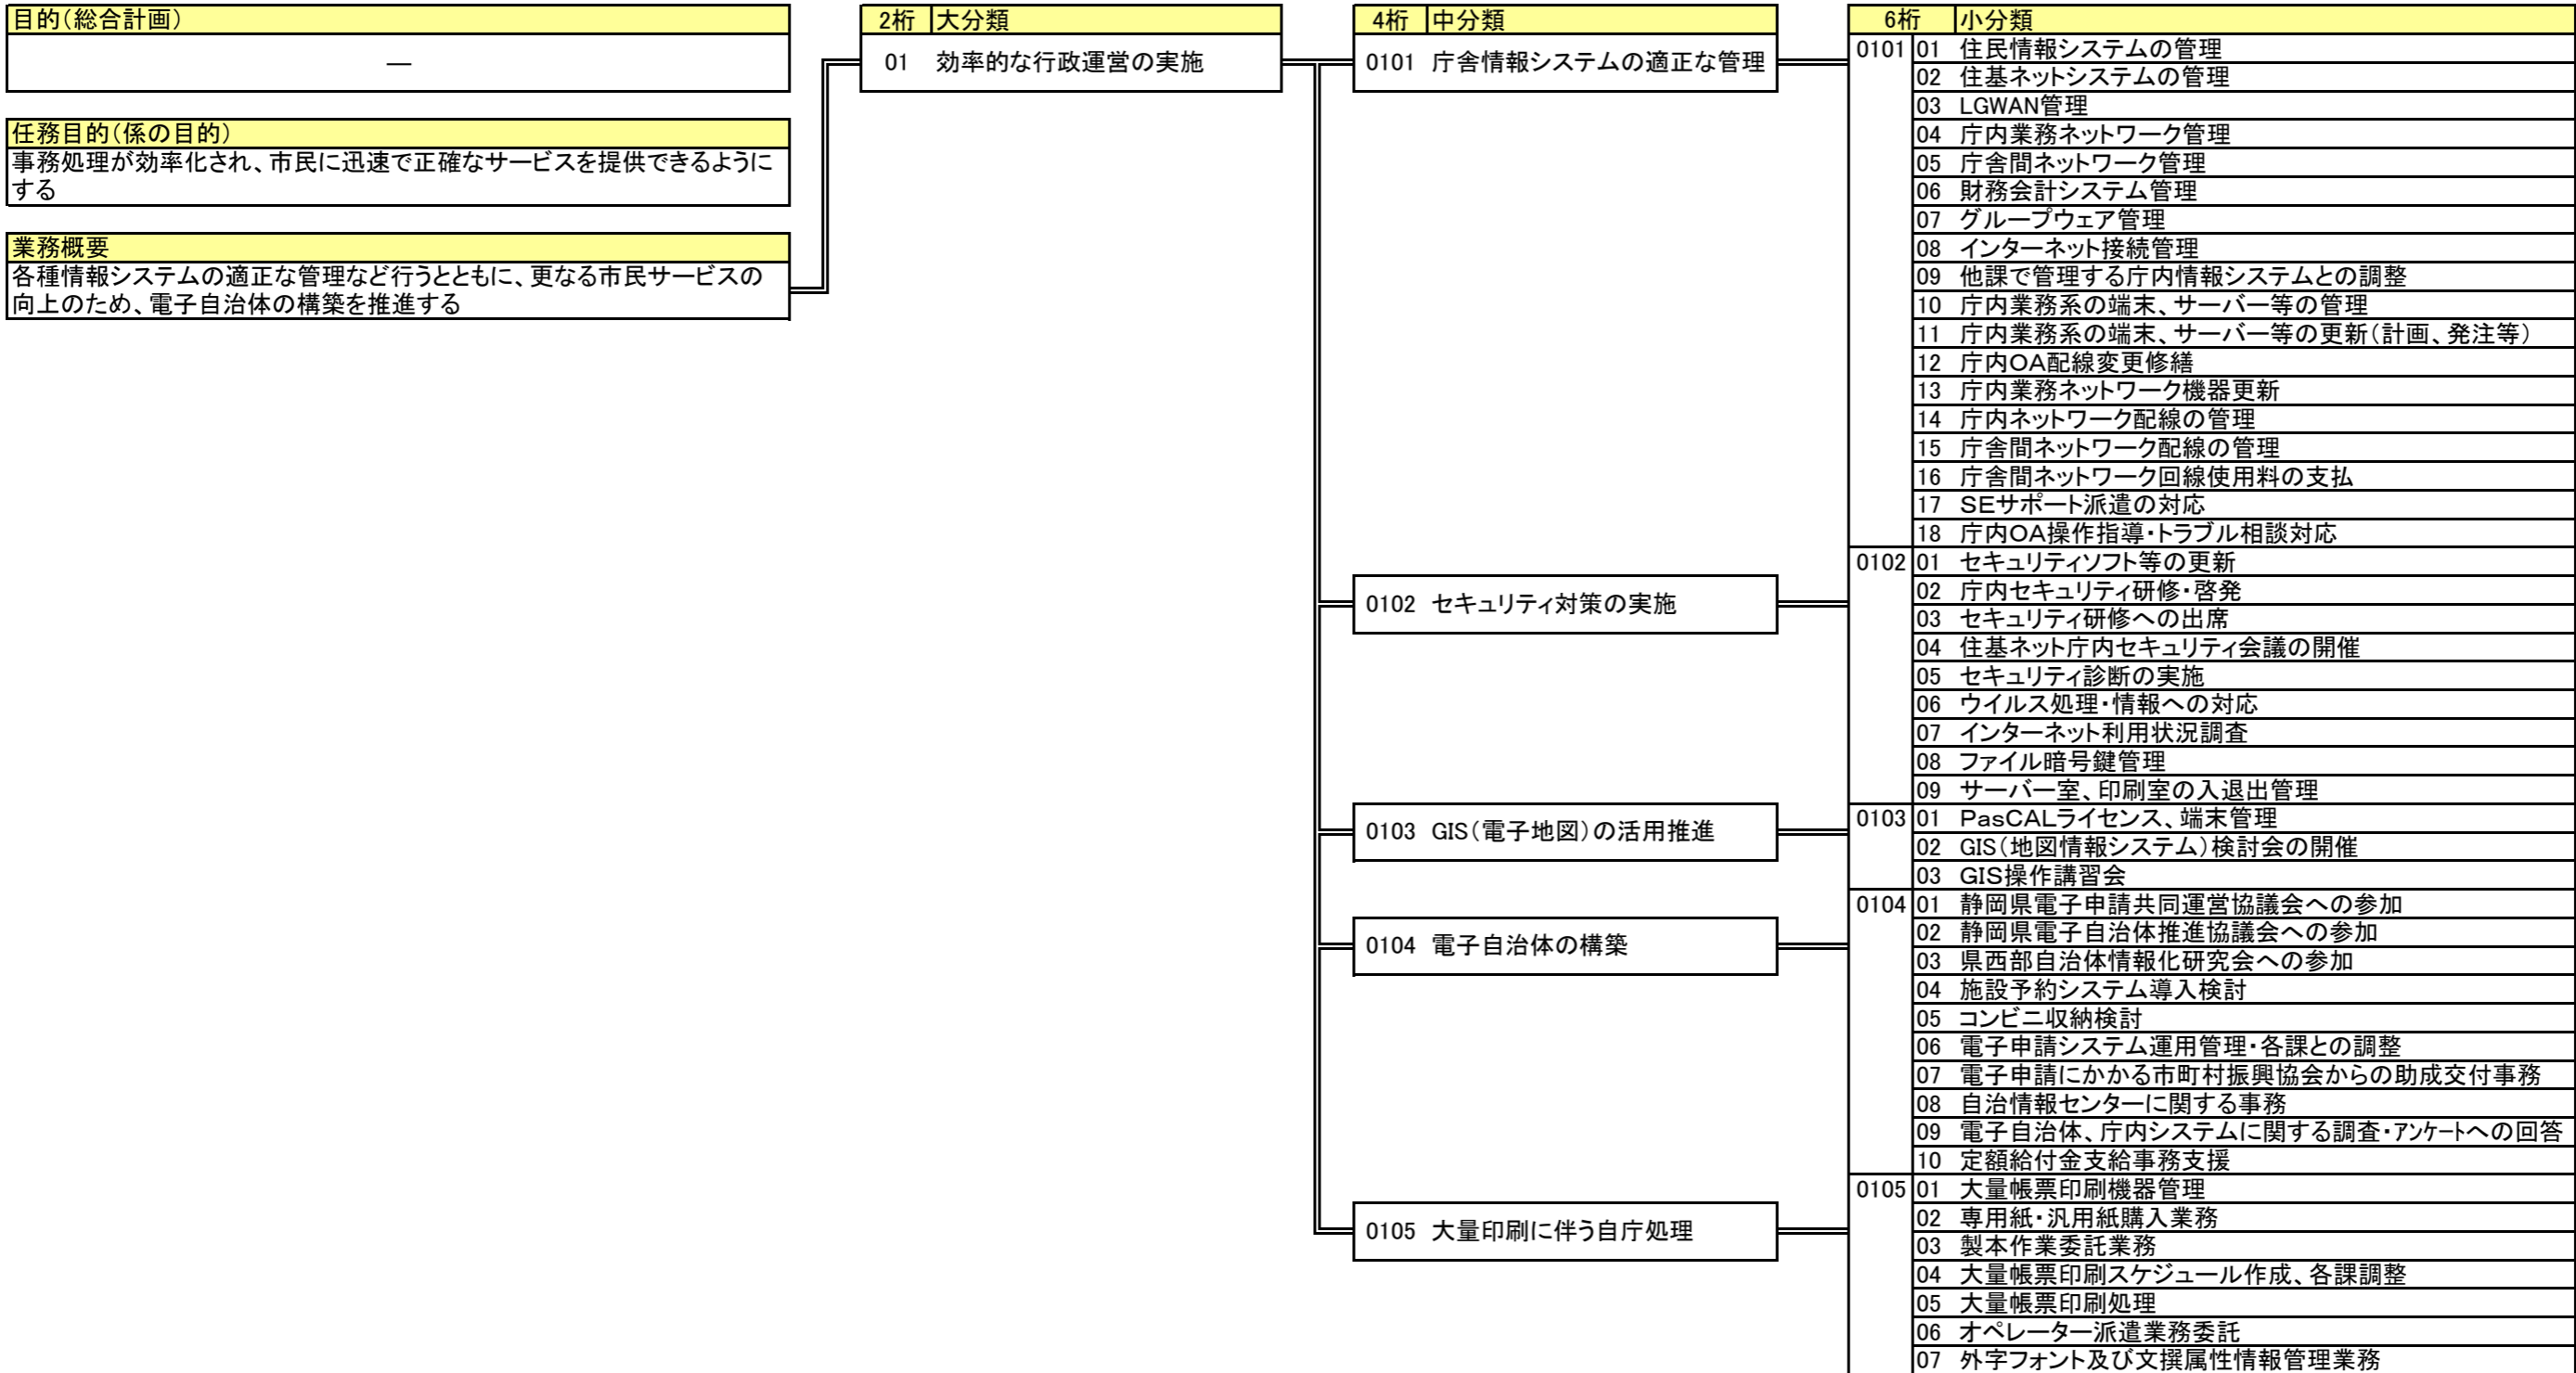 目的(総合計画)
―
任務目的(係の目的)
事務処理が効率化され、市民に迅速で正確なサービスを提供できるように
する
業務概要
各種情報システムの適正な管理など行うとともに、更なる市民サービスの
向上のため、電子自治体の構築を推進する
2桁 大分類
01 効率的な行政運営の実施
4桁 中分類
0101 庁舎情報システムの適正な管理
0102 セキュリティ対策の実施
0103 GIS(電子地図)の活用推進
0104 電子自治体の構築
0105 大量印刷に伴う自庁処理
6桁 小分類
0101 01 住民情報システムの管理
02 住基ネットシステムの管理
03 LGWAN管理
04 庁内業務ネットワーク管理
05 庁舎間ネットワーク管理
06 財務会計システム管理
07 グループウェア管理
08 インターネット接続管理
09 他課で管理する庁内情報システムとの調整
10 庁内業務系の端末、サーバー等の管理
11 庁内業務系の端末、サーバー等の更新(計画、発注等)
12 庁内OA配線変更修繕
13 庁内業務ネットワーク機器更新
14 庁内ネットワーク配線の管理
15 庁舎間ネットワーク配線の管理
16 庁舎間ネットワーク回線使用料の支払
17 SEサポート派遣の対応
18 庁内OA操作指導・トラブル相談対応
0102 01 セキュリティソフト等の更新
02 庁内セキュリティ研修・啓発
03 セキュリティ研修への出席
04 住基ネット庁内セキュリティ会議の開催
05 セキュリティ診断の実施
06 ウイルス処理・情報への対応
07 インターネット利用状況調査
08 ファイル暗号鍵管理
09 サーバー室、印刷室の入退出管理
0103 01 PasCALライセンス、端末管理
02 GIS(地図情報システム)検討会の開催
03 GIS操作講習会
0104 01 静岡県電子申請共同運営協議会への参加
02 静岡県電子自治体推進協議会への参加
03 県西部自治体情報化研究会への参加
04 施設予約システム導入検討
05 コンビニ収納検討
06 電子申請システム運用管理・各課との調整
07 電子申請にかかる市町村振興協会からの助成交付事務
08 自治情報センターに関する事務
09 電子自治体、庁内システムに関する調査・アンケートへの回答
10 定額給付金支給事務支援
0105 01 大量帳票印刷機器管理
02 専用紙・汎用紙購入業務
03 製本作業委託業務
04 大量帳票印刷スケジュール作成、各課調整
05 大量帳票印刷処理
06 オペレーター派遣業務委託
07 外字フォント及び文撰属性情報管理業務